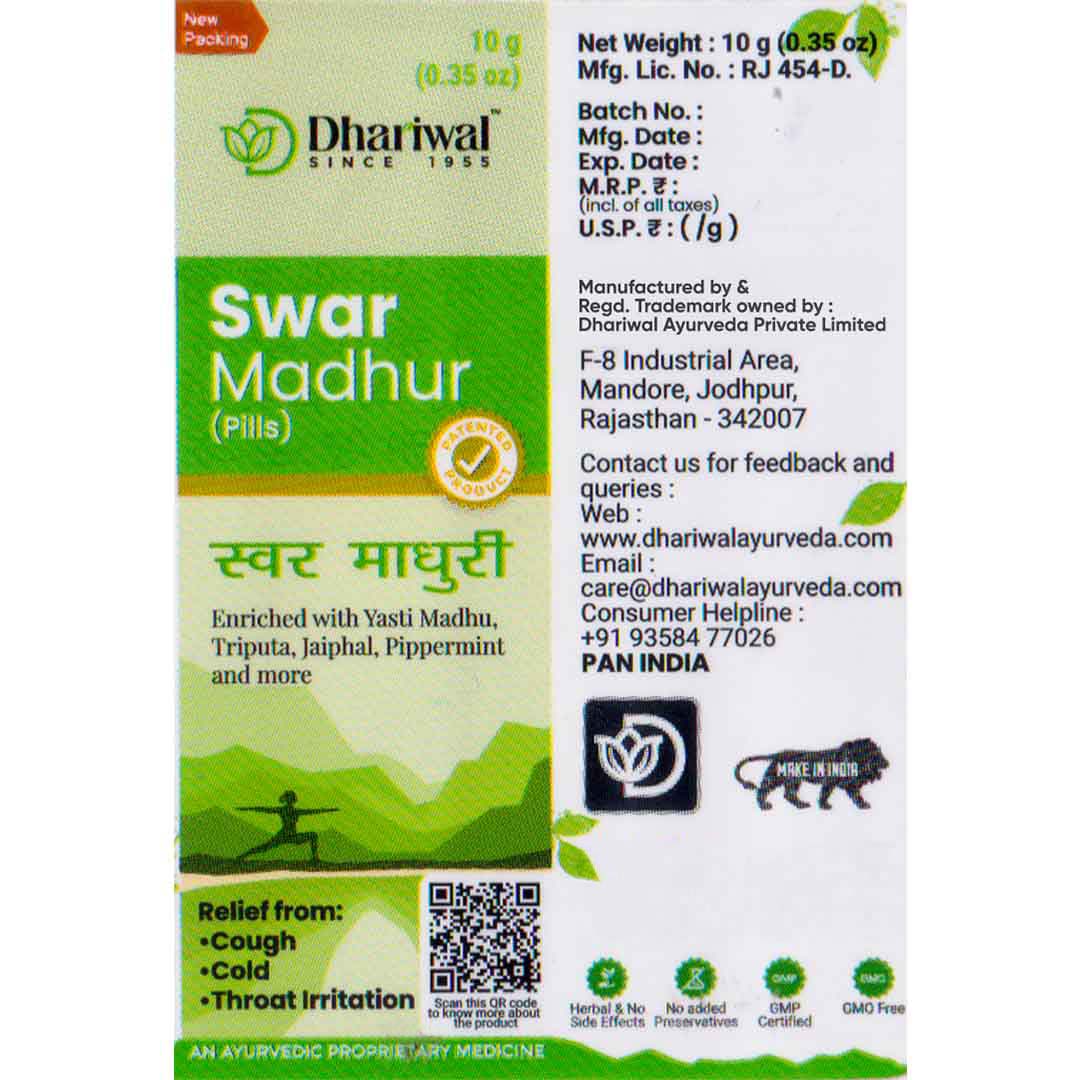 New
Packing
10 g
(0.35 oz)
Dhariwal™
SINCE 1955
Swar
Madhur
(Pills)
PATENTED
PRODUCT
स्वर माधुरी
Enriched with Yasti Madhu,
Triputa, Jaiphal, Pippermint
and more
Relief from:
•Cough
•Cold
•Throat Irritation
Scan this QR code
to know more about
the product
AN AYURVEDIC PROPRIETARY MEDICINE
Net Weight : 10 g (0.35 oz)
Mfg. Lic. No. : RJ 454-D.
Batch No. :
Mfg. Date :
Exp. Date :
M.R.P. ₹ :
(incl. of all taxes)
U.S.P. ₹ : ( /g )
Manufactured by &
Regd. Trademark owned by :
Dhariwal Ayurveda Private Limited
F-8 Industrial Area,
Mandore, Jodhpur,
Rajasthan - 342007
Contact us for feedback and
queries :
Web :
www.dhariwalayurveda.com
Email :
care@dhariwalayurveda.com
Consumer Helpline :
+91 93584 77026
PAN INDIA
MAKE IN INDIA
Herbal & No
Side Effects
No added
Preservatives
GMP
GMP
Certified
GMO
GMO Free